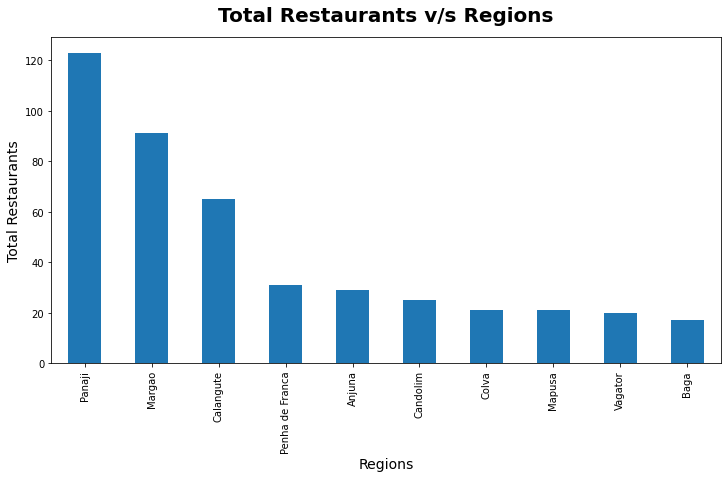 Total Restaurants v/s Regions
120
100
80
60
40
20
0
Total Restaurants
Panaji
Margao
Calangute
Penha de Franca
Anjuna
Candolim
Colva
Mapusa
Vagator
Baga
Regions